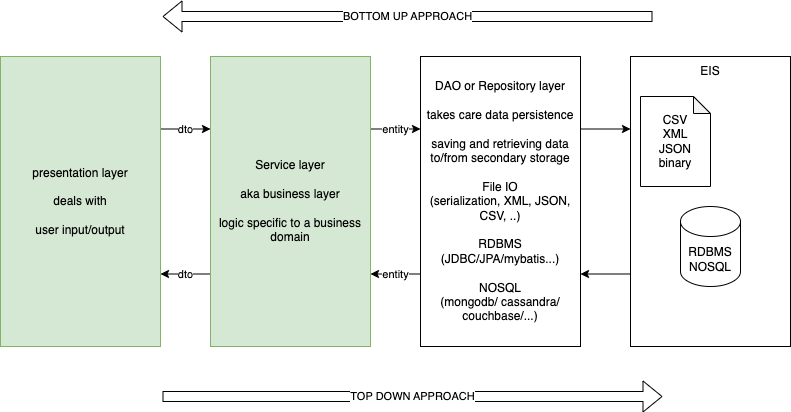 BOTTOM UP APPROACH
presentation layer
deals with
user input/output
dto
dto
Service layer
aka business layer
logic specific to a business
domain
entity
entity
DAO or Repository layer
takes care data persistence
saving and retrieving data
to/from secondary storage
File IO
(serialization, XML, JSON,
CSV, ..)
RDBMS
(JDBC/JPA/mybatis...)
NOSQL
(mongodb/ cassandra/
couchbase/...)
EIS
CSV
XML
JSON
binary
RDBMS
NOSQL
TOP DOWN APPROACH